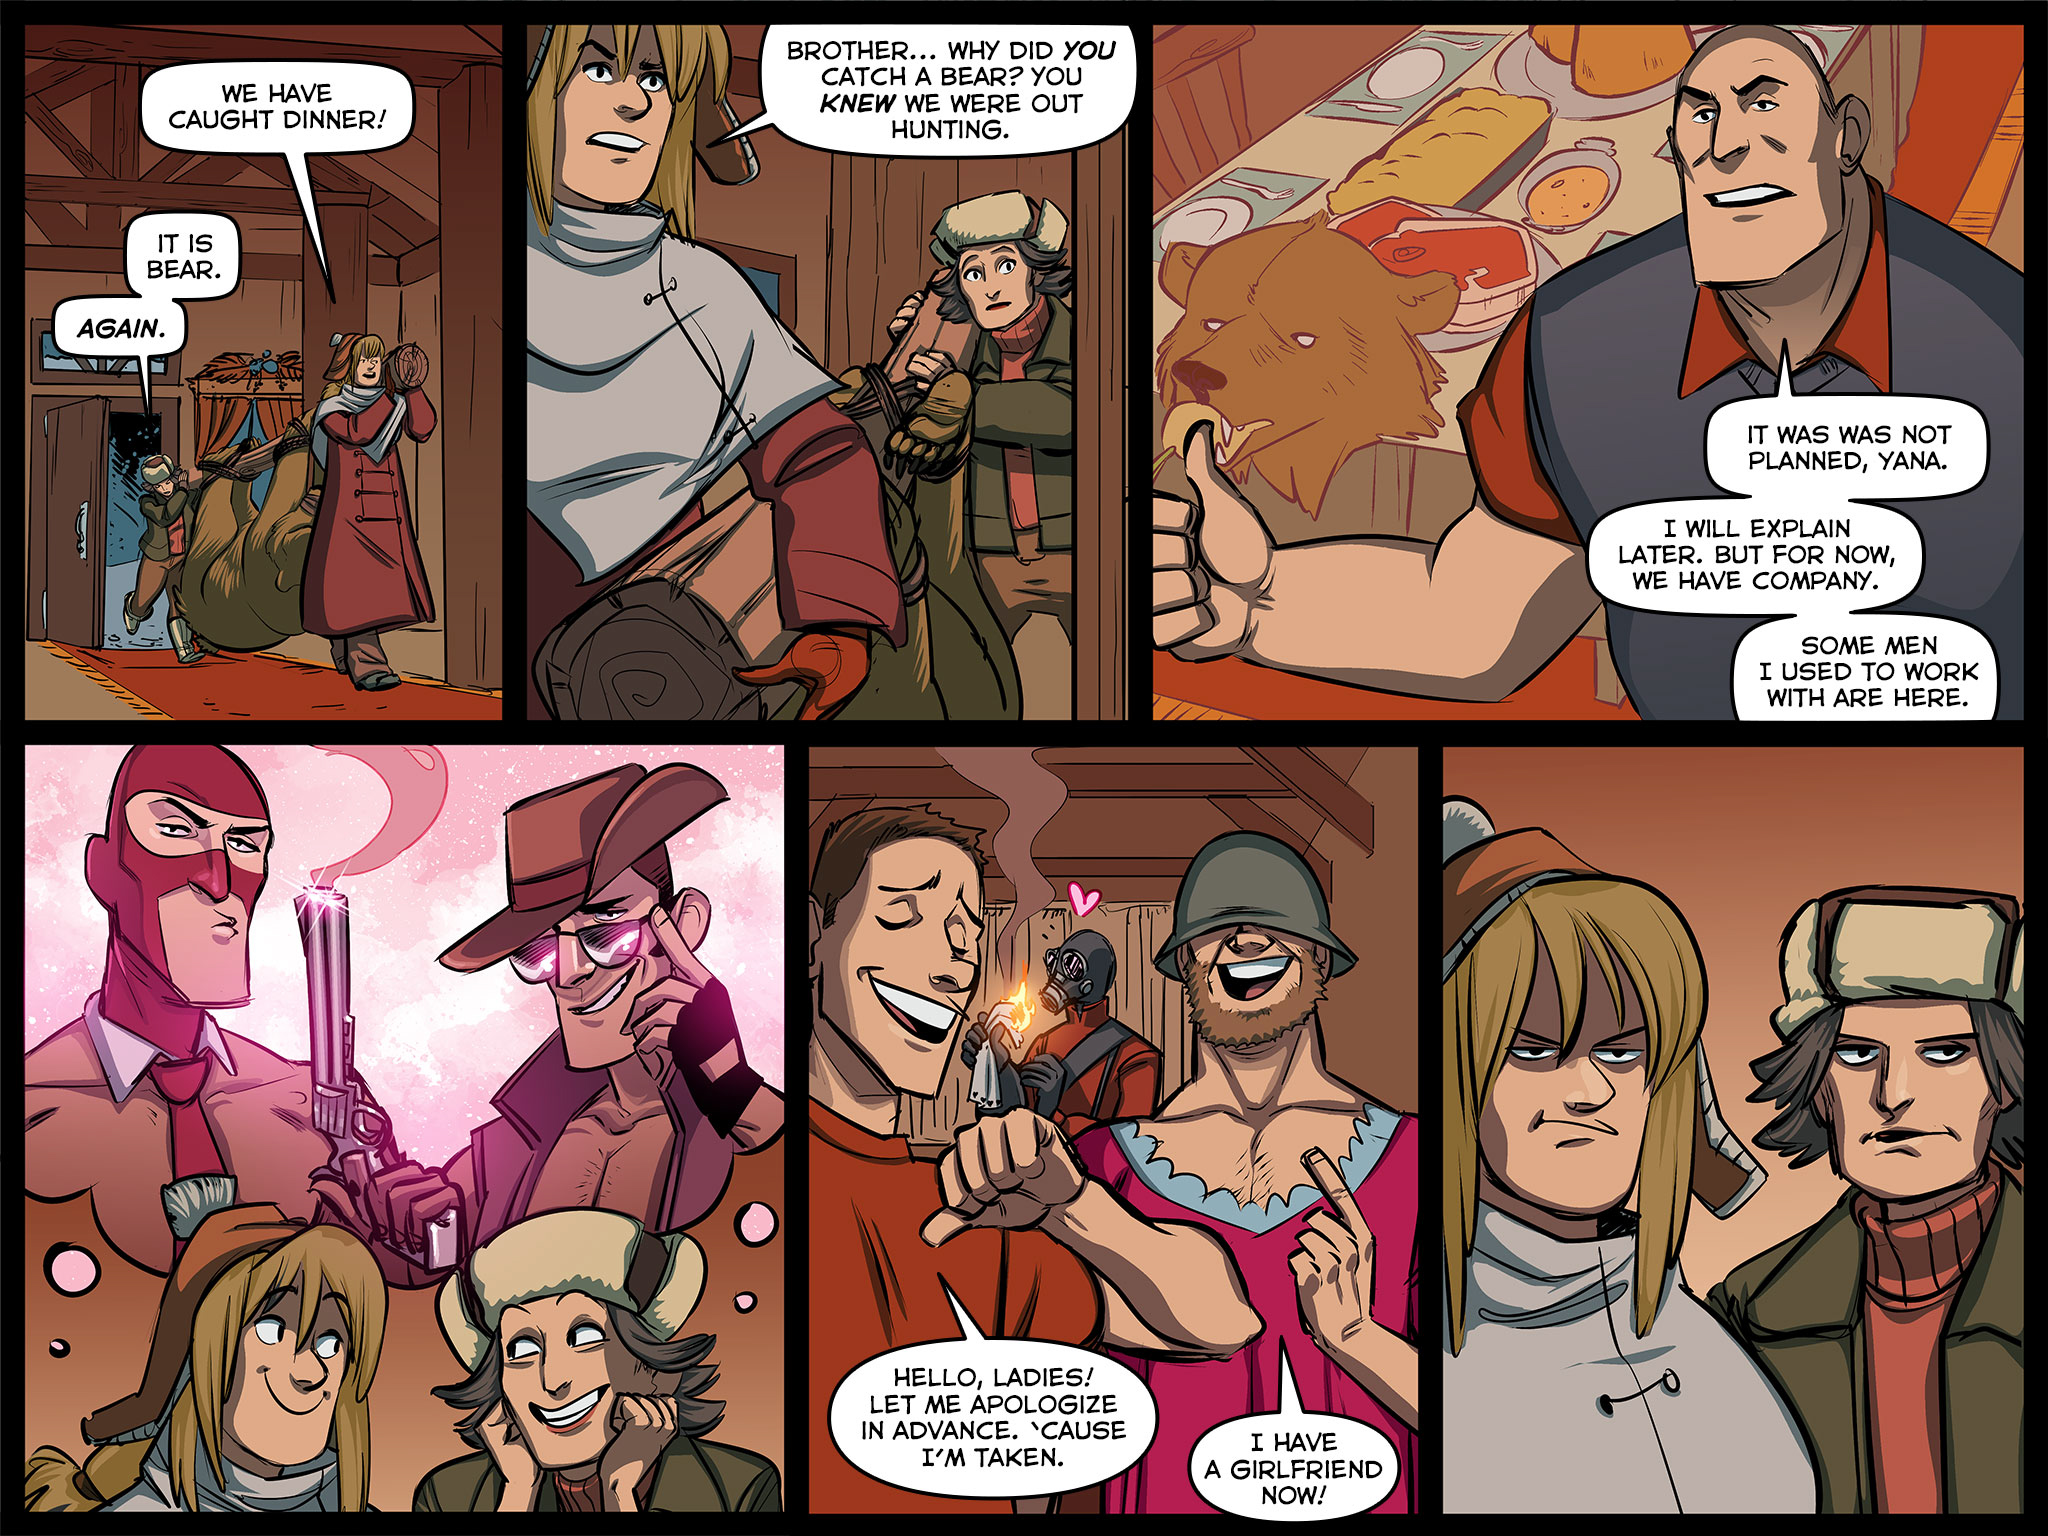 WE HAVE
CAUGHT DINNER!
IT IS
BEAR.
AGAIN.
BROTHER... WHY DID YOU
CATCH A BEAR? YOU
KNEW WE WERE OUT
HUNTING.
IT WAS WAS NOT
PLANNED, YANA.
I WILL EXPLAIN
LATER. BUT FOR NOW,
WE HAVE COMPANY.
SOME MEN
I USED TO WORK
WITH ARE HERE.
HELLO, LADIES!
LET ME APOLOGIZE
IN ADVANCE. 'CAUSE
I'M TAKEN.
I HAVE
A GIRLFRIEND
NOW!